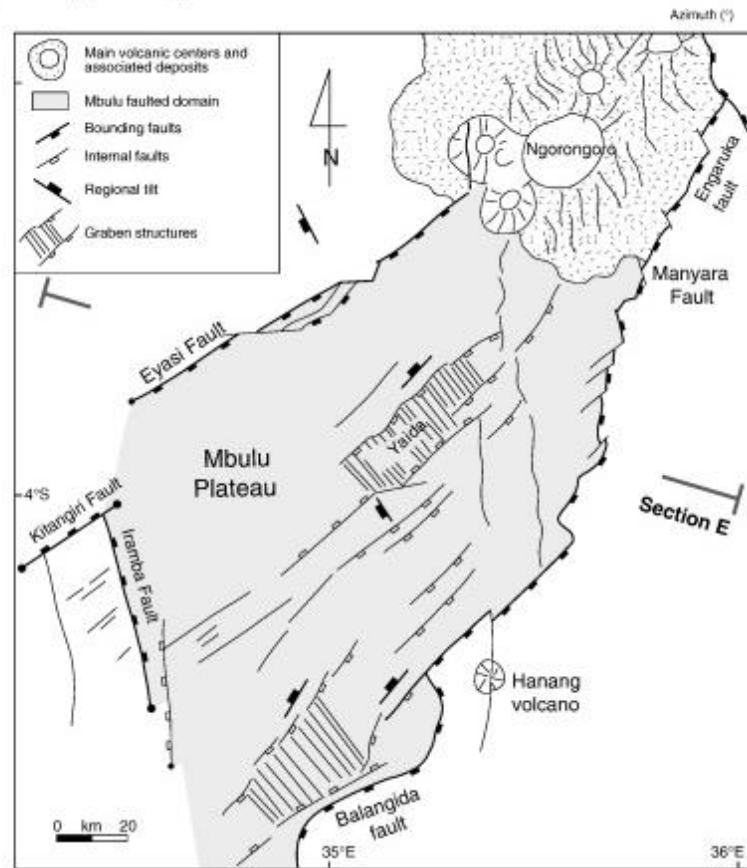 Azimuth (°)
Main volcanic centers and
associated deposits
Mbulu faulted domain
Bounding faults
Internal faults
Regional tilt
Graben structures
N
Ngorongoro
Engaruka
fault
Manyara
Fault
Eyasi Fault
Yaida
Mbulu
Plateau
4°S
Section E
Kitangiri Fault
Iramba Fault
Hanang
volcano
Balangida
fault
0 km 20
35°E
36°E